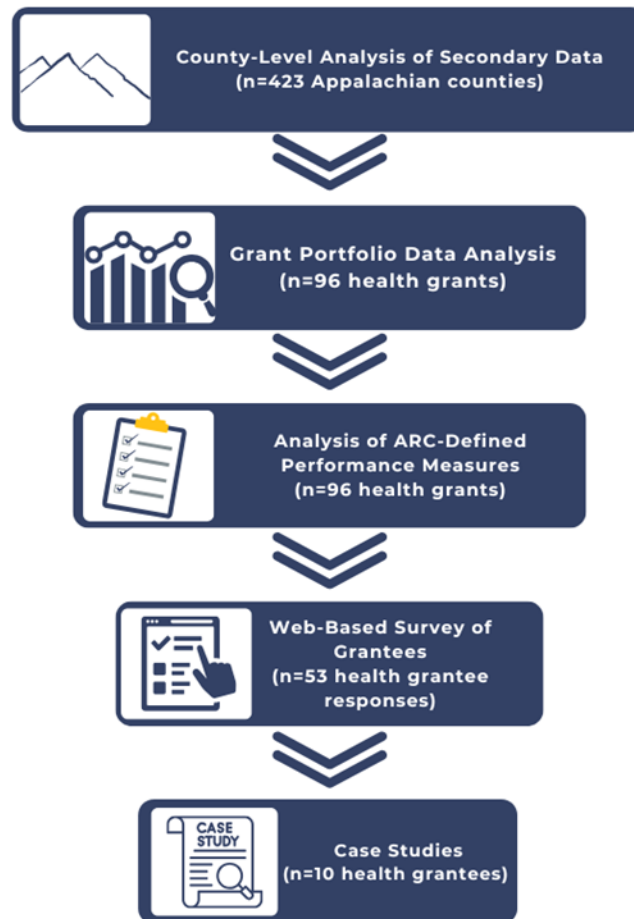 County-Level Analysis of Secondary Data
(n=423 Appalachian counties)
Grant Portfolio Data Analysis
(n=96 health grants)
Analysis of ARC-Defined
Performance Measures
(n=96 health grants)
Web-Based Survey of
Grantees
(n=53 health grantee
responses)
CASE
STUDY
Case Studies
(n=10 health grantees)